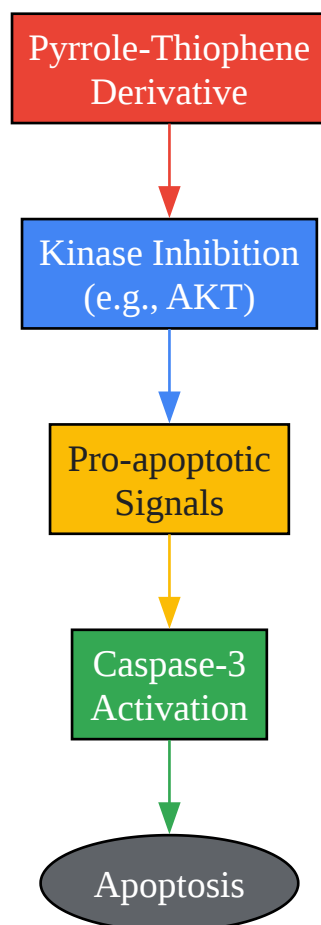 Pyrrole-Thiophene
Derivative
Kinase Inhibition
(e.g., AKT)
Pro-apoptotic
Signals
Caspase-3
Activation
Apoptosis